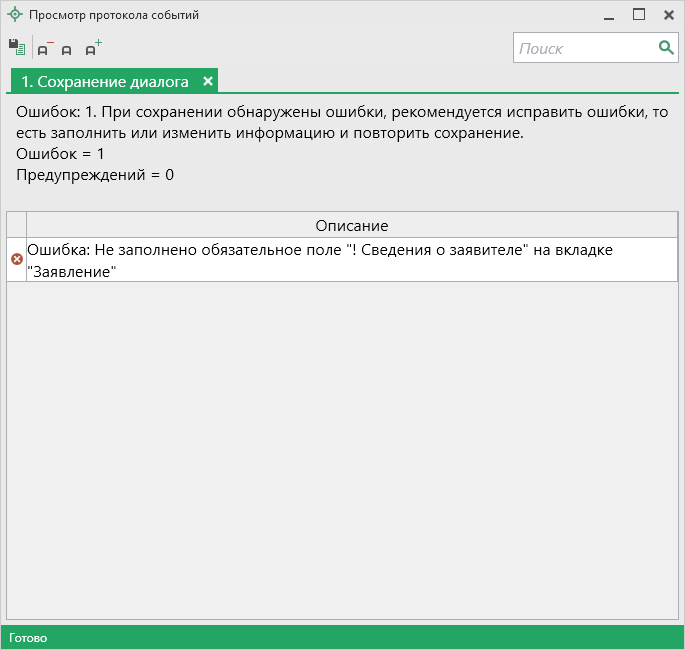 Просмотр протокола событий
Поиск
1. Сохранение диалога
Ошибок: 1. При сохранении обнаружены ошибки, рекомендуется исправить ошибки, то
есть заполнить или изменить информацию и повторить сохранение.
Ошибок = 1
Предупреждений = 0
Описание
Ошибка: Не заполнено обязательное поле "! Сведения о заявителе" на вкладке
"Заявление"
Готово